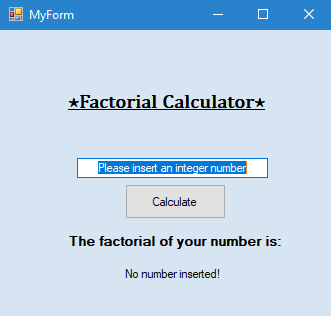 MyForm
★Factorial Calculator★
Please insert an integer number
Calculate
The factorial of your number is:
No number inserted!